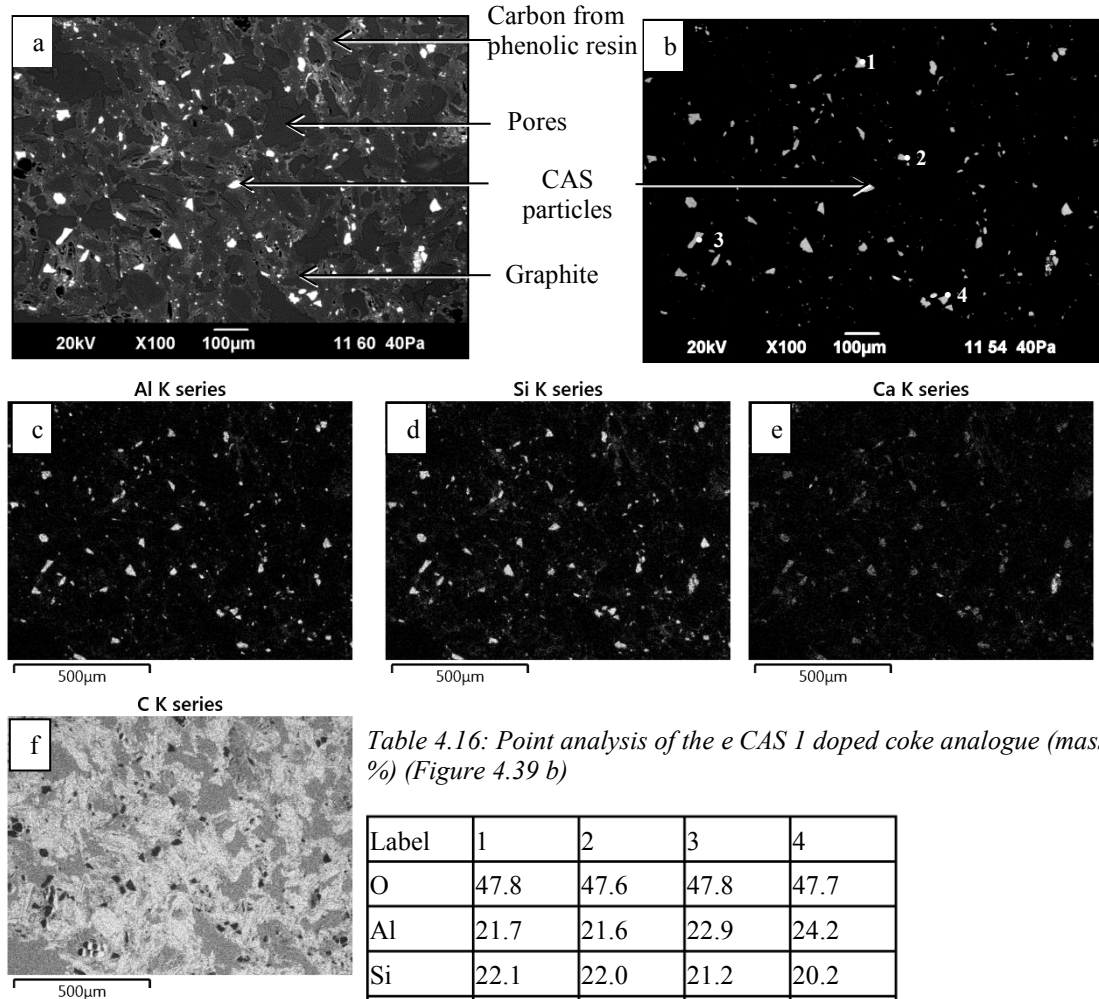 a
Carbon from
phenolic resin
Pores
CAS
particles
Graphite
20kV X100 100µm 11 60 40Pa
b
1
2
3
4
20kV X100 100µm 11 54 40Pa
Al K series
c
500µm
Si K series
d
500µm
Ca K series
e
500µm
C K series
f
500µm
Table 4.16: Point analysis of the e CAS 1 doped coke analogue (mass
%) (Figure 4.39 b)
Label 1 2 3 4
O 47.8 47.6 47.8 47.7
Al 21.7 21.6 22.9 24.2
Si 22.1 22.0 21.2 20.2